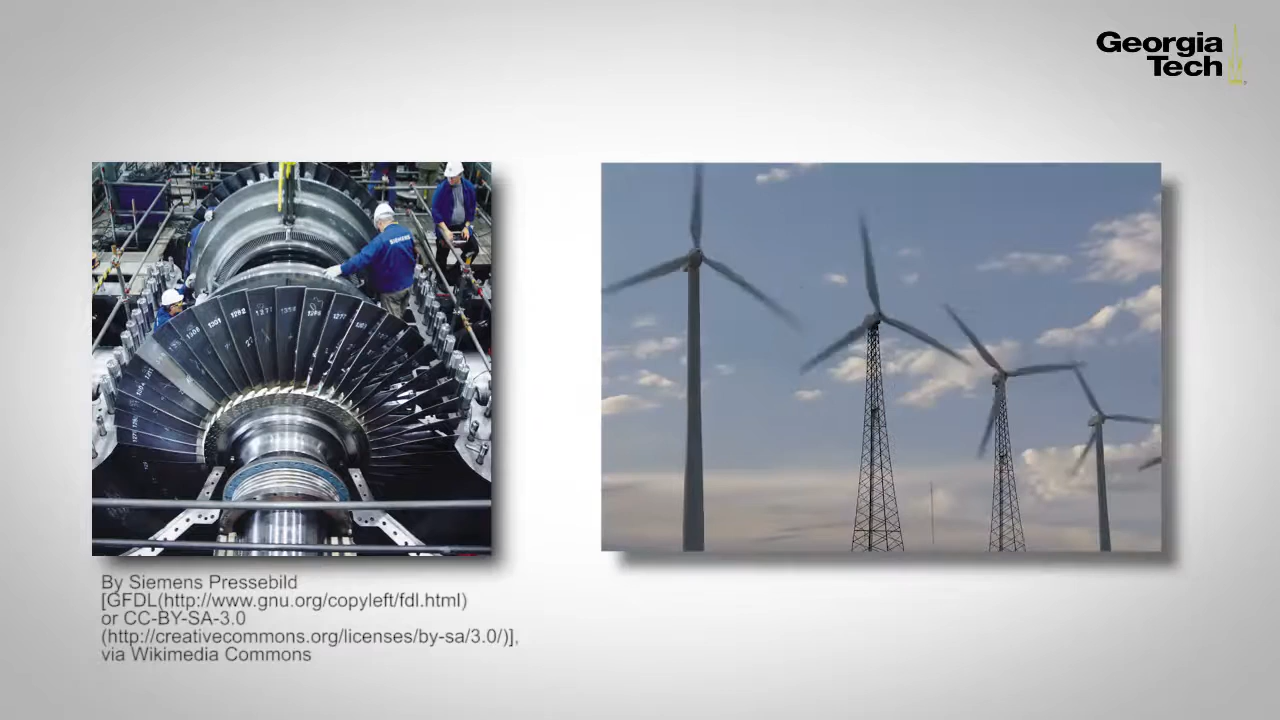 Georgia
Tech
SIEMENS
By Siemens Pressebild
[GFDL(http://www.gnu.org/copyleft/fdl.html)
or CC-BY-SA-3.0
(http://creativecommons.org/licenses/by-sa/3.0/)],
via Wikimedia Commons